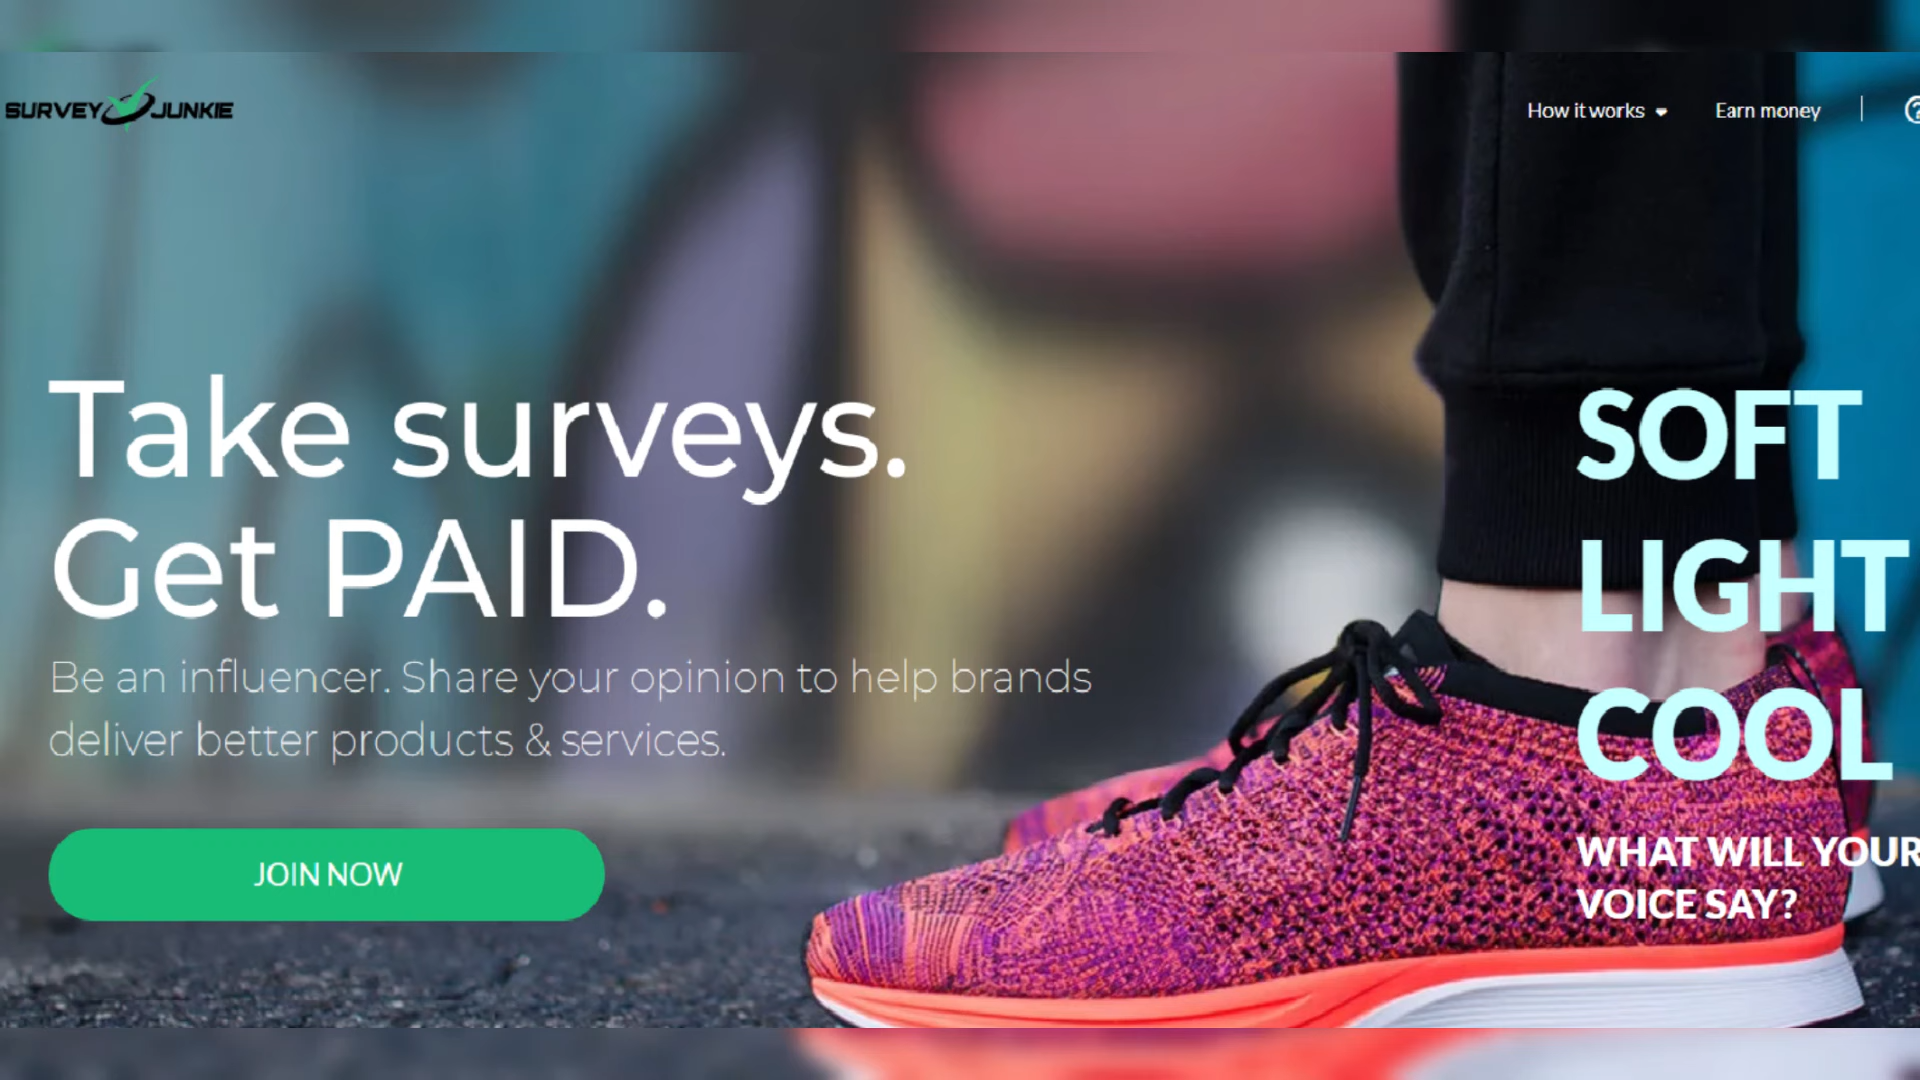 SURVEY JUNKIE
How it works
Earn money
Take surveys.
Get PAID.
Be an influencer. Share your opinion to help brands
deliver better products & services.
JOIN NOW
SOFT
LIGHT
COOL
WHAT WILL YOUR
VOICE SAY?